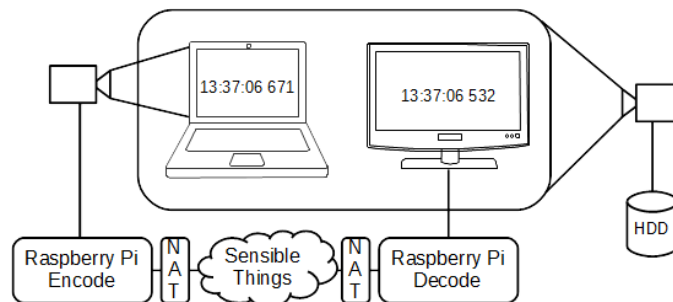 13:37:06 671
13:37:06 532
HDD
Raspberry Pi
Encode
N
A
T
Sensible
Things
N
A
T
Raspberry Pi
Decode